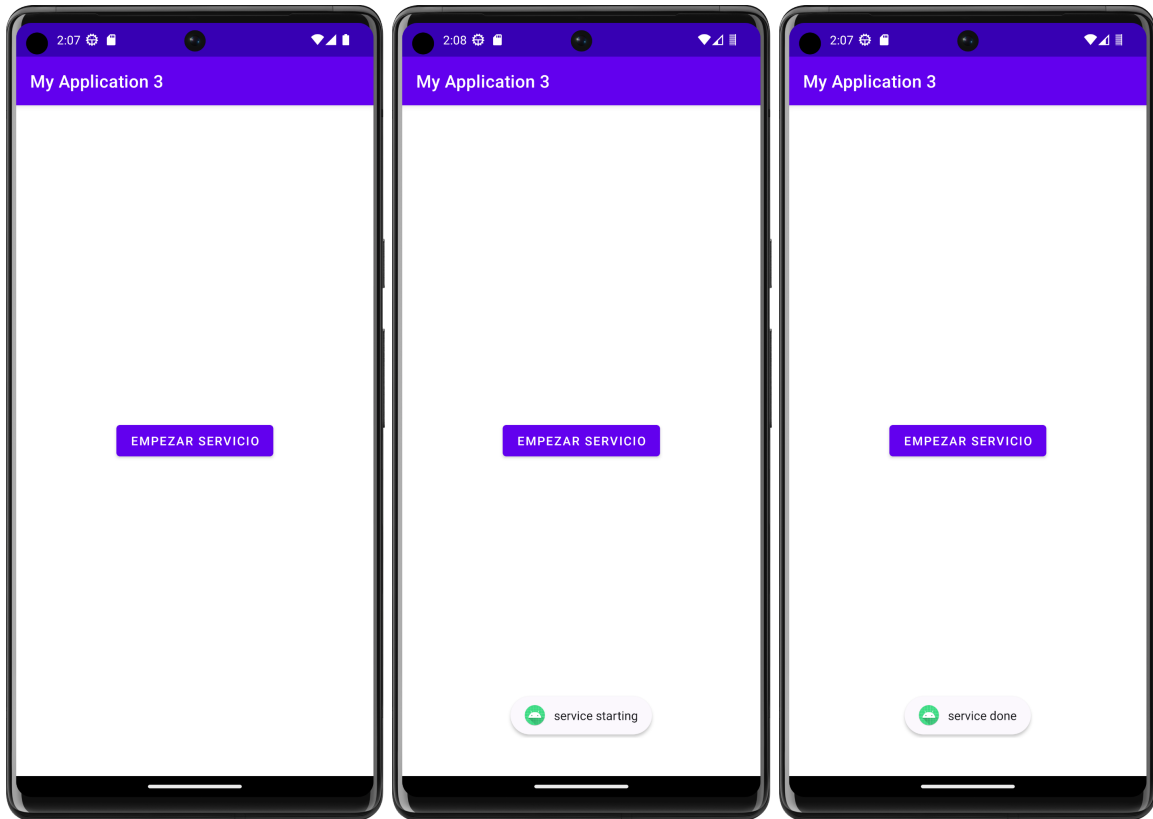 2:07
My Application 3
EMPEZAR SERVICIO
2:08
My Application 3
EMPEZAR SERVICIO
service starting
2:07
My Application 3
EMPEZAR SERVICIO
service done